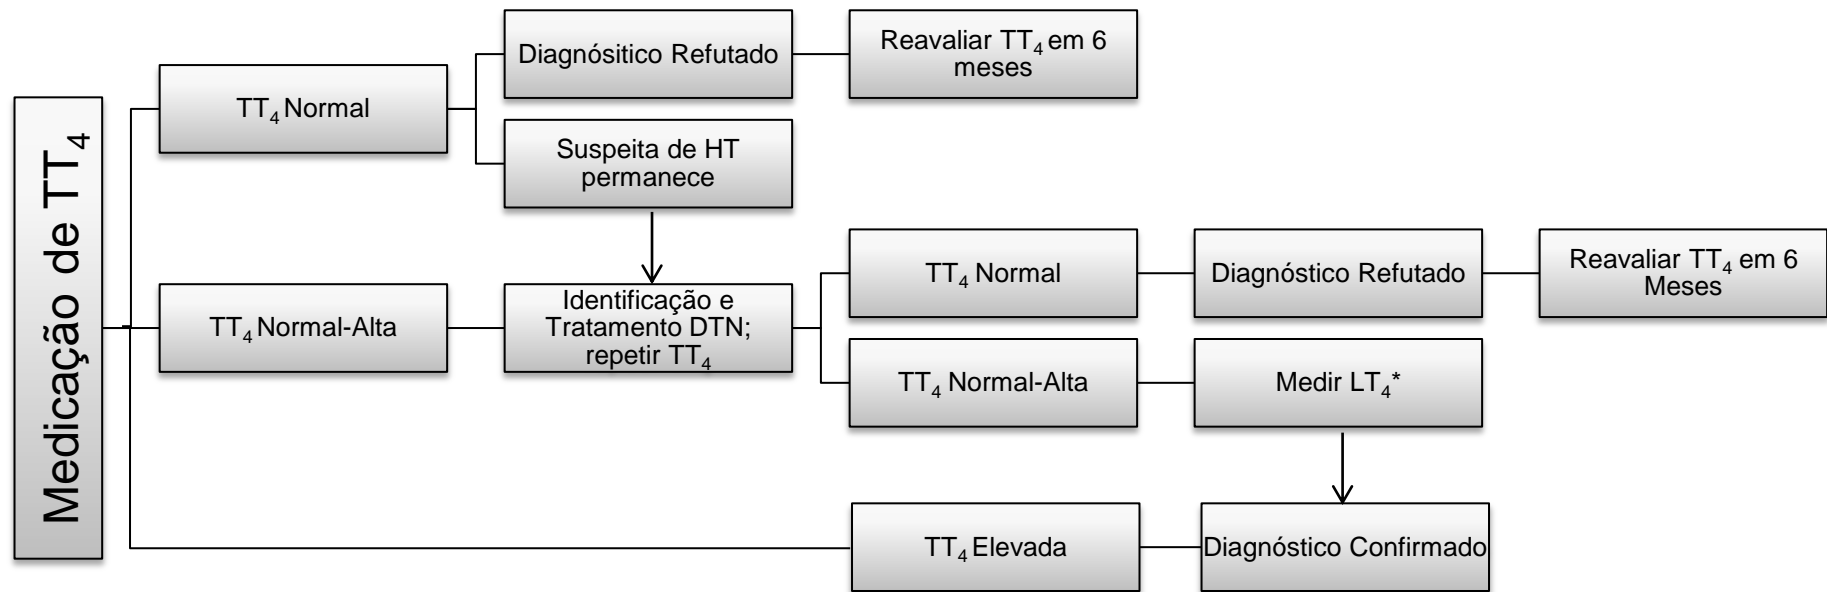 Medicação de TT₄
TT₄ Normal
Diagnósitico Refutado
Reavaliar TT₄ em 6
meses
Suspeita de HT
permanece
TT₄ Normal-Alta
Identificação e
Tratamento DTN;
repetir TT₄
TT₄ Normal
Diagnóstico Refutado
Reavaliar TT₄ em 6
Meses
TT₄ Normal-Alta
Medir LT₄*
TT₄ Elevada
Diagnóstico Confirmado